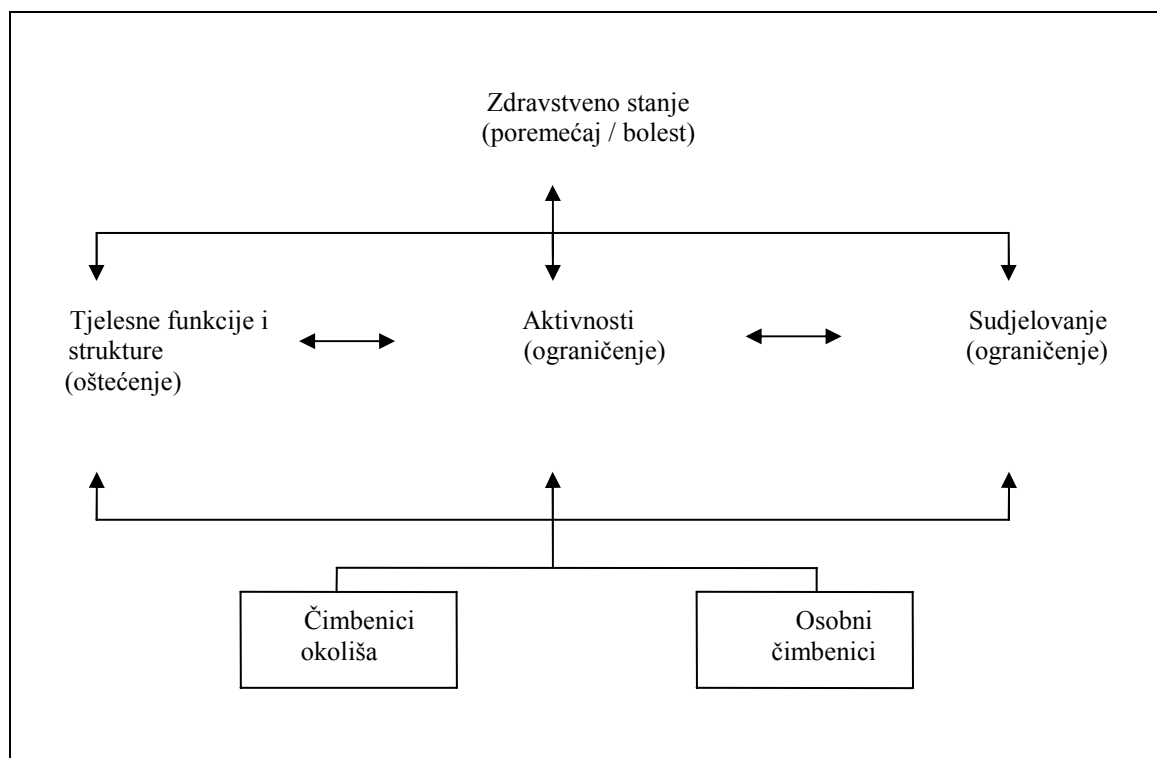 Zdravstveno stanje
(poremećaj / bolest)
Tjelesne funkcije i
strukture
(oštećenje)
Aktivnosti
(ograničenje)
Sudjelovanje
(ograničenje)
Čimbenici
okoliša
Osobni
čimbenici